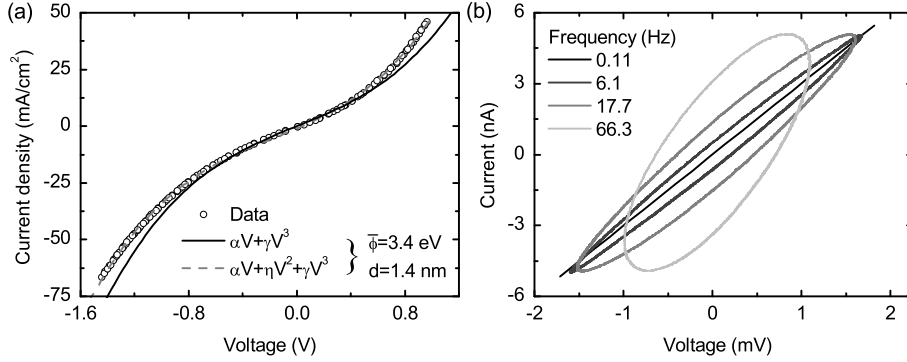 (a)
75
50
25
0
-25
-50
-75
Current density (mA/cm²)
Data
αV+γV³
αV+ηV²+γV³
}
ϕ̅=3.4 eV
d=1.4 nm
-1.6
-0.8
0.0
0.8
Voltage (V)
(b)
6
3
0
-3
-6
Current (nA)
Frequency (Hz)
0.11
6.1
17.7
66.3
-2
-1
0
1
2
Voltage (mV)